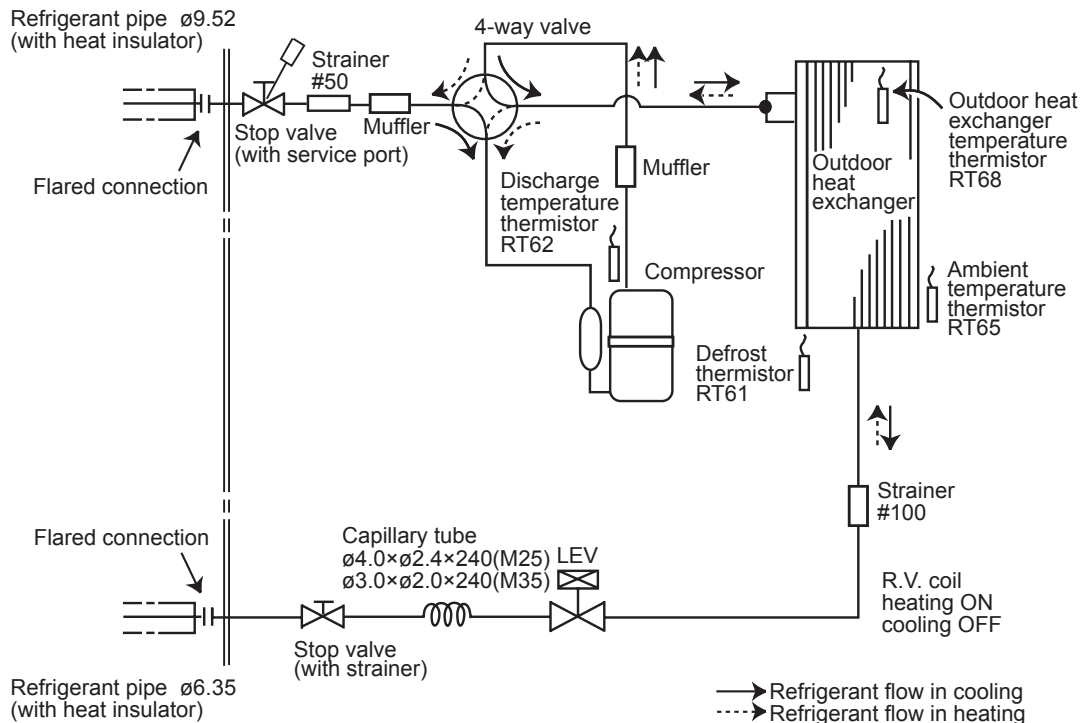 Refrigerant pipe ø9.52
(with heat insulator)
4-way valve
Strainer
#50
Muffler
Stop valve
(with service port)
Flared connection
Outdoor heat
exchanger
temperature
thermistor
RT68
Outdoor
heat
exchanger
Discharge
temperature
thermistor
RT62
Muffler
Compressor
Ambient
temperature
thermistor
RT65
Defrost
thermistor
RT61
Strainer
#100
Flared connection
Capillary tube
ø4.0×ø2.4×240(M25)
ø3.0×ø2.0×240(M35)
LEV
R.V. coil
heating ON
cooling OFF
Stop valve
(with strainer)
Refrigerant pipe ø6.35
(with heat insulator)
Refrigerant flow in cooling
Refrigerant flow in heating